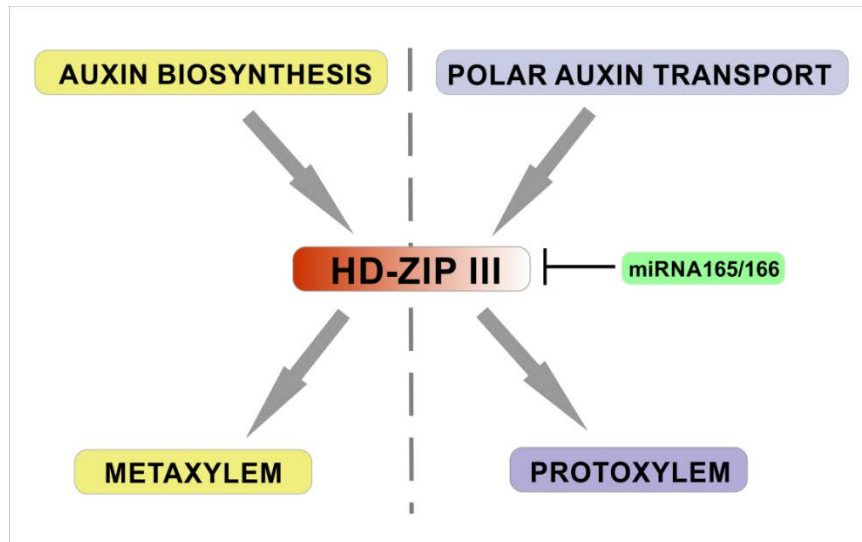 AUXIN BIOSYNTHESIS
POLAR AUXIN TRANSPORT
HD-ZIP III
miRNA165/166
METAXYLEM
PROTOXYLEM